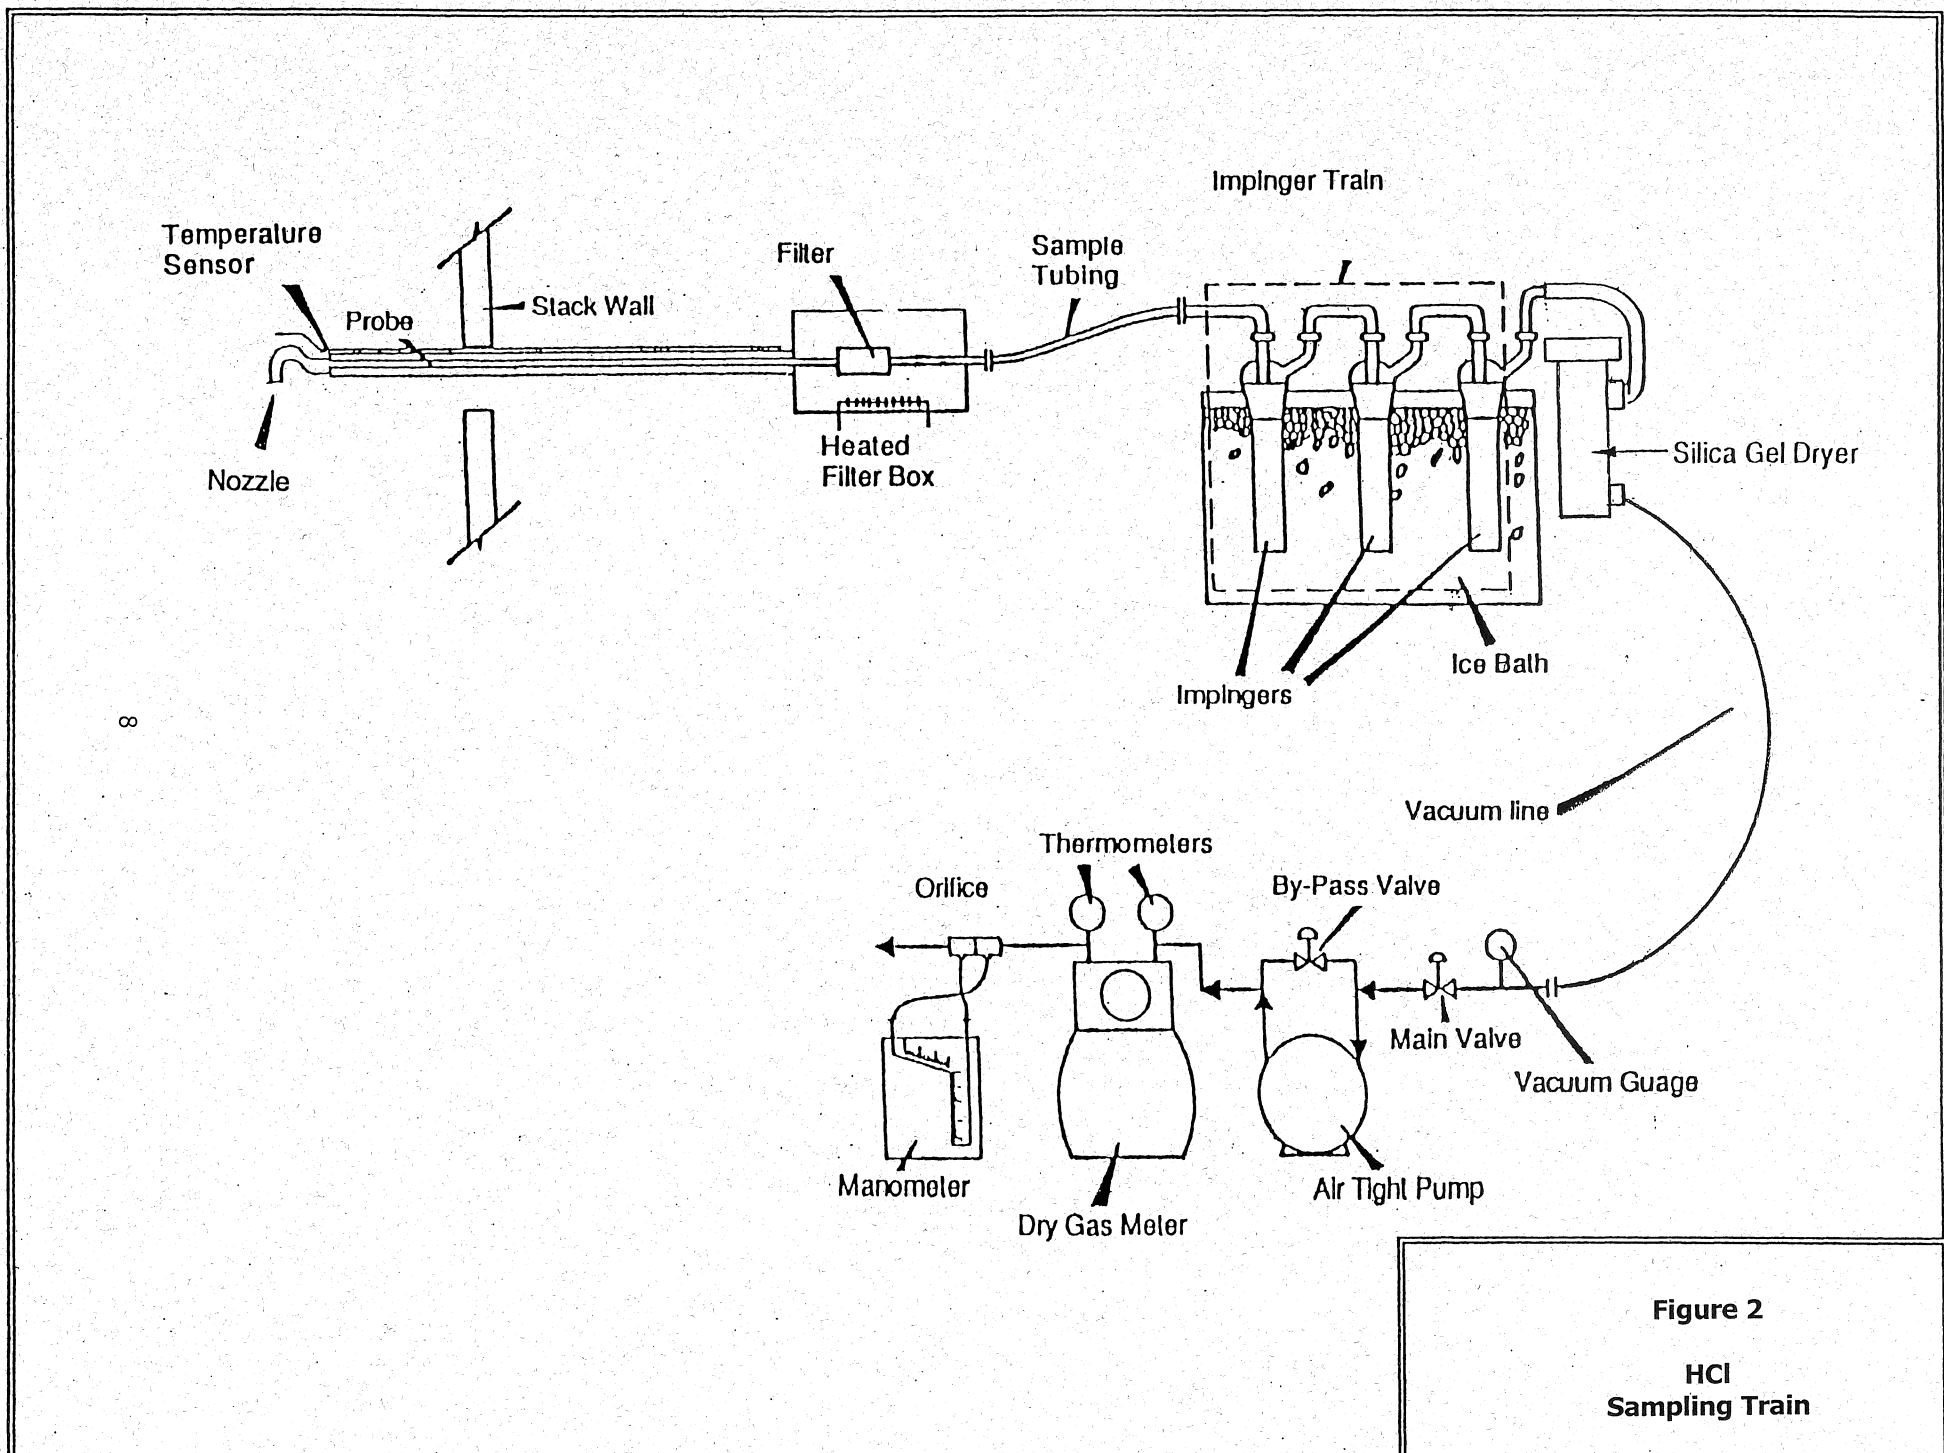 Impinger Train
Temperature
Sensor
Probe
Stack Wall
Filter
Sample
Tubing
Nozzle
Heated
Filter Box
Silica Gel Dryer
Ice Bath
Impingers
8
Vacuum line
Thermometers
Orifice
By-Pass Valve
Main Valve
Vacuum Guage
Manometer
Air Tight Pump
Dry Gas Meter
Figure 2
HCl
Sampling Train